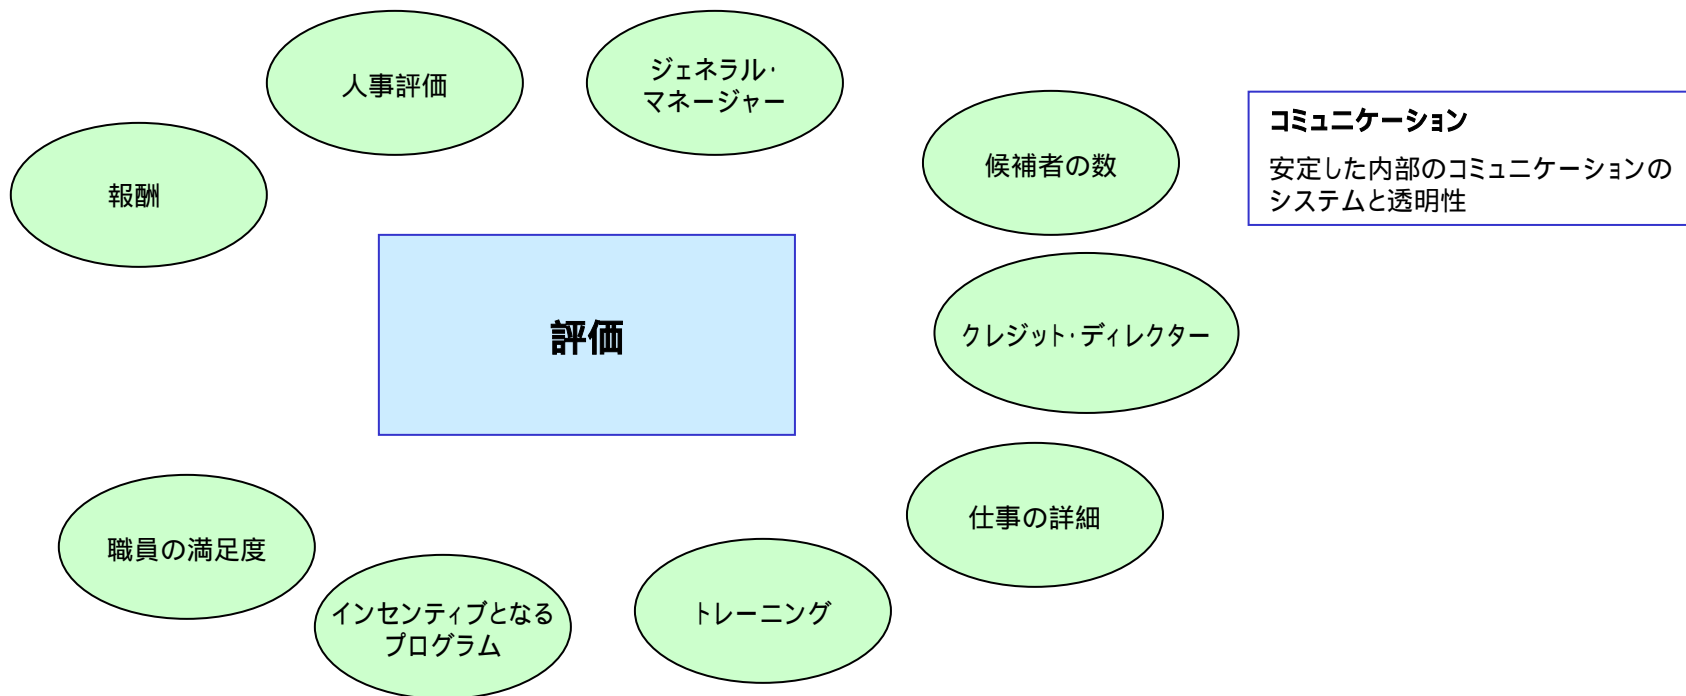 人事評価
ジェネラル・
マネージャー
報酬
候補者の数
コミュニケーション
安定した内部のコミュニケーションの
システムと透明性
評価
クレジット・ディレクター
仕事の詳細
職員の満足度
インセンティブとなる
プログラム
トレーニング